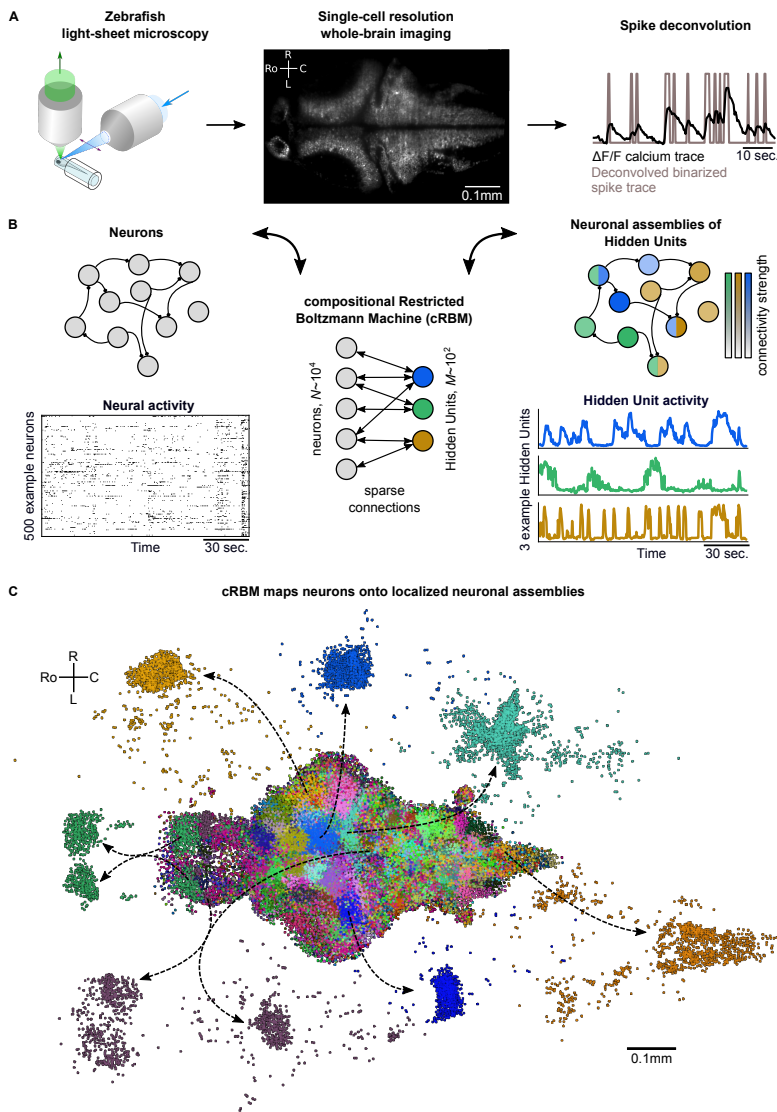 A
Zebrafish
light-sheet microscopy
Single-cell resolution
whole-brain imaging
Spike deconvolution
R
Ro
C
L
0.1mm
ΔF/F calcium trace
10 sec.
Deconvolved binarized
spike trace
B
Neurons
Neuronal assemblies of
Hidden Units
connectivity strength
compositional Restricted
Boltzmann Machine (cRBM)
neurons, N~10⁴
Hidden Units, M~10²
sparse
connections
Neural activity
500 example neurons
Time
30 sec.
Hidden Unit activity
3 example Hidden Units
Time
30 sec.
C
cRBM maps neurons onto localized neuronal assemblies
R
Ro
C
L
0.1mm